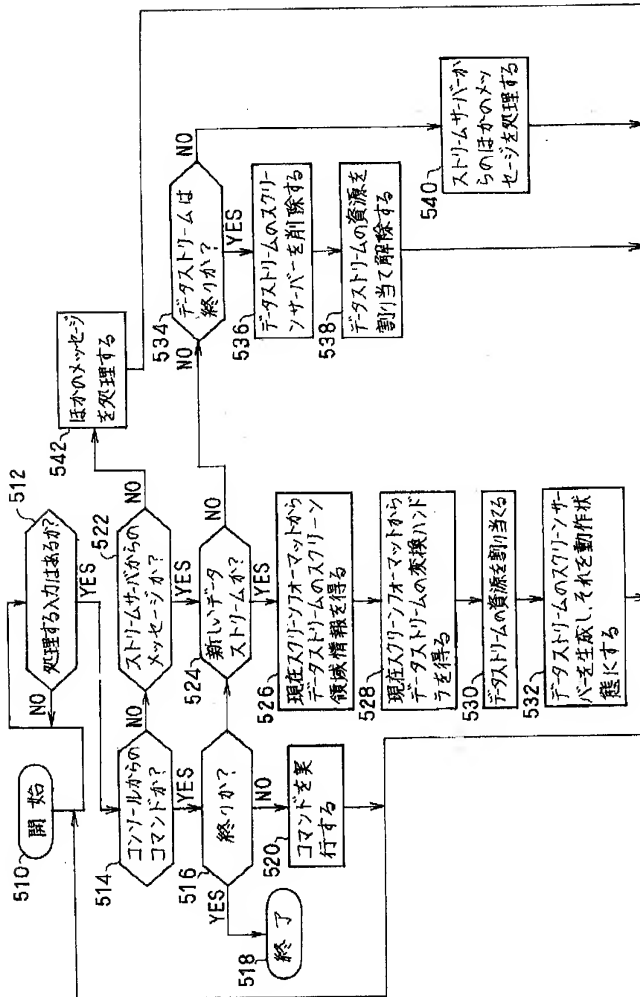 510
開始
512
処理する入力はあるか?
NO
YES
514
コンソールからの
コマンドか?
NO
YES
516
終りか?
YES
NO
518
終了
520
コマンドを実
行する
522
ストリームサーバからの
メッセージか?
NO
YES
542
ほかのメッセージ
を処理する
524
新しいデータ
ストリームか?
NO
YES
526
現在スクリーンフォーマットから
データストリームのスクリーン
領域情報を得る
528
現在スクリーンフォーマットから
データストリームの変換ハンド
ラを得る
530
データストリームの資源を割り当てる
532
データストリームのスクリーンサー
バーを生成し、それを動作状
態にする
534
データストリームは
終りか?
NO
YES
536
データストリームのスクリー
ンサーバーを削除する
538
データストリームの資源を
割り当て解除する
540
ストリームサーバーか
らのほかのメッ
セージを処理する